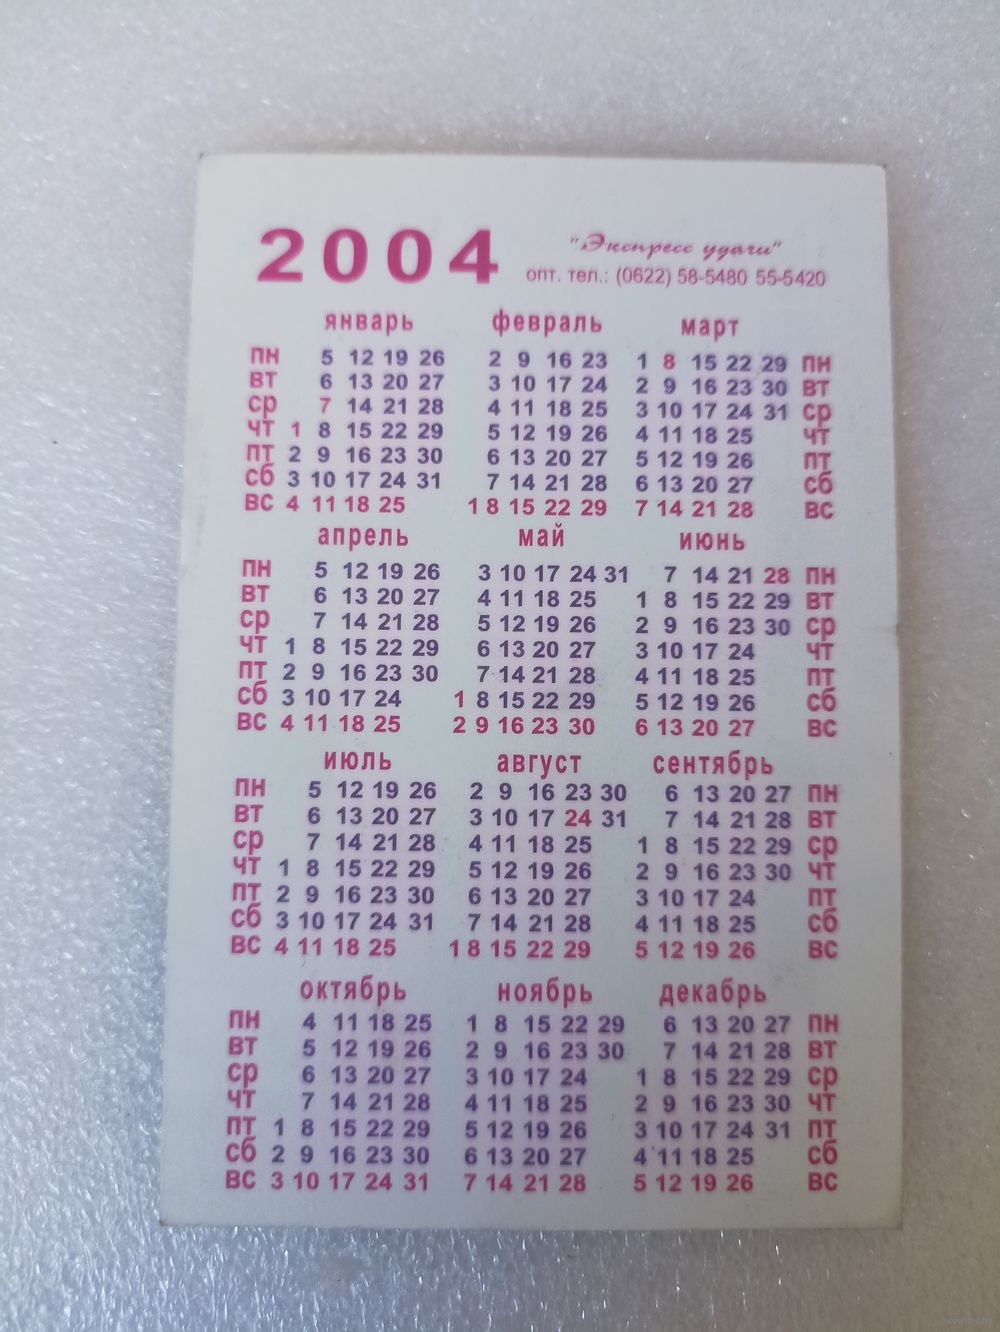 2004 "Экспресс удачи"
опт. тел.: (0622) 58-5480 55-5420
январь февраль март
пн 5 12 19 26 2 9 16 23 1 8 15 22 29 пн
вт 6 13 20 27 3 10 17 24 2 9 16 23 30 вт
ср 7 14 21 28 4 11 18 25 3 10 17 24 31 ср
чт 1 8 15 22 29 5 12 19 26 4 11 18 25 чт
пт 2 9 16 23 30 6 13 20 27 5 12 19 26 пт
сб 3 10 17 24 31 7 14 21 28 6 13 20 27 сб
вс 4 11 18 25 1 8 15 22 29 7 14 21 28 вс
апрель май июнь
пн 5 12 19 26 3 10 17 24 31 7 14 21 28 пн
вт 6 13 20 27 4 11 18 25 1 8 15 22 29 вт
ср 7 14 21 28 5 12 19 26 2 9 16 23 30 ср
чт 1 8 15 22 29 6 13 20 27 3 10 17 24 чт
пт 2 9 16 23 30 7 14 21 28 4 11 18 25 пт
сб 3 10 17 24 1 8 15 22 29 5 12 19 26 сб
вс 4 11 18 25 2 9 16 23 30 6 13 20 27 вс
июль август сентябрь
пн 5 12 19 26 2 9 16 23 30 6 13 20 27 пн
вт 6 13 20 27 3 10 17 24 31 7 14 21 28 вт
ср 7 14 21 28 4 11 18 25 1 8 15 22 29 ср
чт 1 8 15 22 29 5 12 19 26 2 9 16 23 30 чт
пт 2 9 16 23 30 6 13 20 27 3 10 17 24 пт
сб 3 10 17 24 31 7 14 21 28 4 11 18 25 сб
вс 4 11 18 25 1 8 15 22 29 5 12 19 26 вс
октябрь ноябрь декабрь
пн 4 11 18 25 1 8 15 22 29 6 13 20 27 пн
вт 5 12 19 26 2 9 16 23 30 7 14 21 28 вт
ср 6 13 20 27 3 10 17 24 1 8 15 22 29 ср
чт 7 14 21 28 4 11 18 25 2 9 16 23 30 чт
пт 1 8 15 22 29 5 12 19 26 3 10 17 24 31 пт
сб 2 9 16 23 30 6 13 20 27 4 11 18 25 сб
вс 3 10 17 24 31 7 14 21 28 5 12 19 26 вс